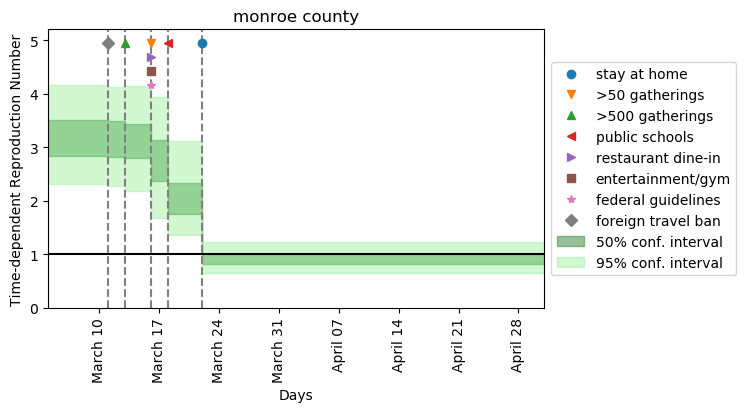 monroe county
Time-dependent Reproduction Number
5
4
3
2
1
0
March 10
March 17
March 24
March 31
April 07
April 14
April 21
April 28
Days
stay at home
>50 gatherings
>500 gatherings
public schools
restaurant dine-in
entertainment/gym
federal guidelines
foreign travel ban
50% conf. interval
95% conf. interval